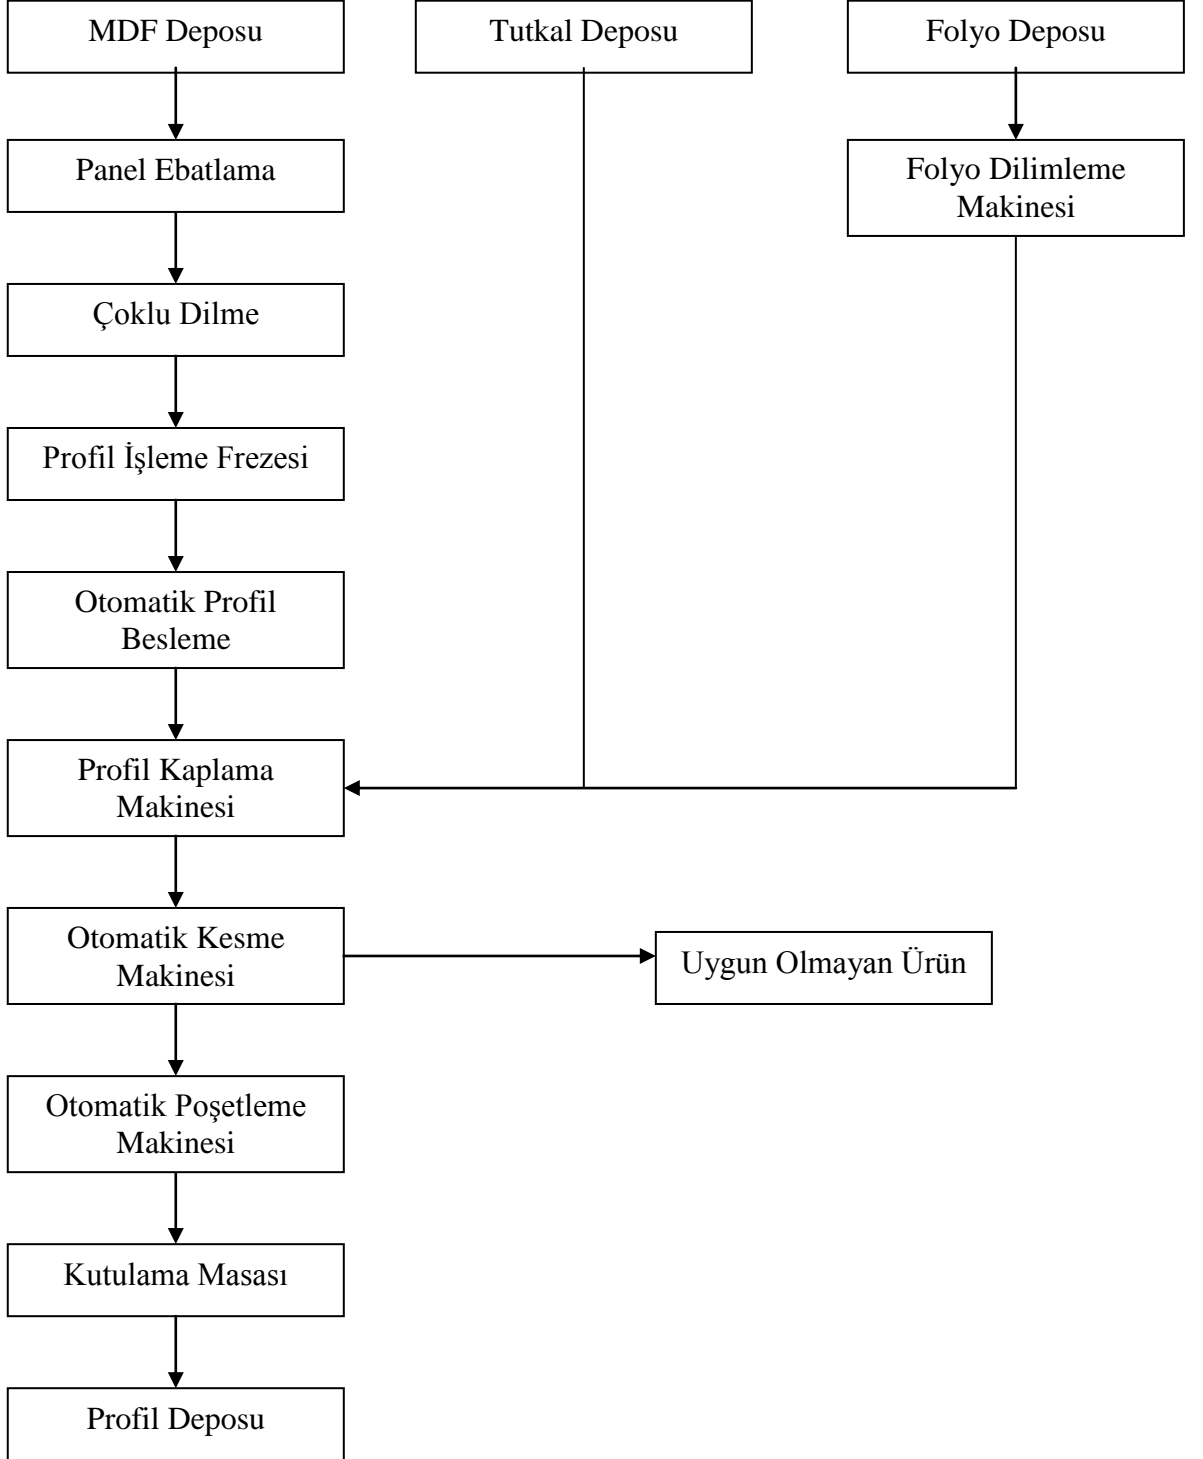 MDF Deposu
Tutkal Deposu
Folyo Deposu
Panel Ebatlama
Folyo Dilimleme
Makinesi
Çoklu Dilme
Profil İşleme Frezesi
Otomatik Profil
Besleme
Profil Kaplama
Makinesi
Otomatik Kesme
Makinesi
Uygun Olmayan Ürün
Otomatik Poşetleme
Makinesi
Kutulama Masası
Profil Deposu